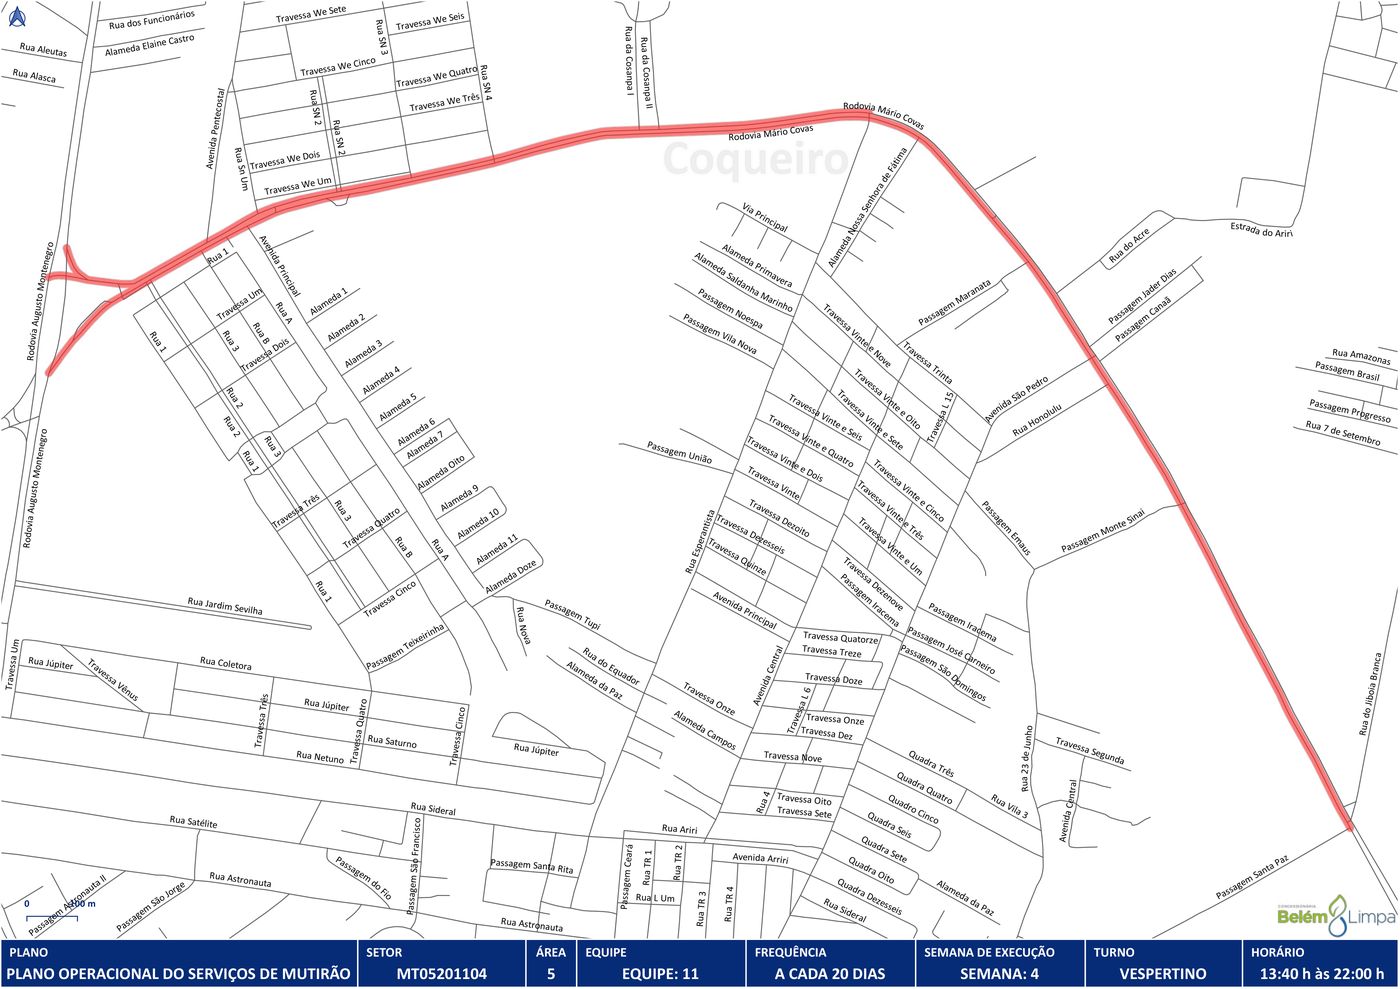 Rua dos Funcionários
Alameda Elaine Castro
Rua Aleutas
Rua Alasca
Travessa We Sete
Travessa We Seis
Rua SN 3
Travessa We Cinco
Travessa We Quatro
Rua SN 4
Travessa We Três
Rua SN 2
Rua SN 2
Avenida Pentecostal
Rua Sn Um
Travessa We Dois
Travessa We Um
Rua da Cosanpa I
Rua da Cosanpa II
Rodovia Mário Covas
Rodovia Mário Covas
Coqueiro
Alameda Nossa Senhora de Fátima
Via Principal
Alameda Primavera
Alameda Saldanha Marinho
Passagem Noespa
Passagem Vila Nova
Estrada do Ariri
Rua do Acre
Passagem Jader Dias
Passagem Canaã
Passagem Maranata
Rodovia Augusto Montenegro
Rodovia Augusto Montenegro
Avenida Principal
Rua 1
Travessa Um
Rua A
Rua B
Rua 3
Rua 1
Travessa Dois
Rua 2
Rua 2
Rua 3
Rua 1
Alameda 1
Alameda 2
Alameda 3
Alameda 4
Alameda 5
Alameda 6
Alameda 7
Alameda Oito
Alameda 9
Alameda 10
Alameda 11
Alameda Doze
Travessa Três
Rua 3
Travessa Quatro
Rua B
Rua A
Rua 1
Travessa Cinco
Passagem Teixeirinha
Rua Nova
Passagem Tupi
Rua do Equador
Alameda da Paz
Travessa Vinte e Nove
Travessa Trinta
Travessa Vinte e Oito
Travessa L 15
Travessa Vinte e Sete
Travessa Vinte e Seis
Travessa Vinte e Quatro
Travessa Vinte e Dois
Travessa Vinte
Travessa Vinte e Cinco
Travessa Vinte e Três
Travessa Vinte e Um
Travessa Dezoito
Travessa Dezesseis
Travessa Quinze
Travessa Dezenove
Passagem Iracema
Passagem Iracema
Passagem José Carneiro
Passagem São Domingos
Avenida São Pedro
Rua Honolulu
Passagem Emaus
Passagem Monte Sinai
Passagem União
Rua Esperantista
Avenida Principal
Avenida Central
Travessa Quatorze
Travessa Treze
Travessa Doze
Travessa L 6
Travessa Onze
Travessa Onze
Travessa Dez
Travessa Nove
Alameda Campos
Rua 4
Travessa Oito
Travessa Sete
Rua Amazonas
Passagem Brasil
Passagem Progresso
Rua 7 de Setembro
Rua do Jiboia Branca
Rua 23 de Junho
Travessa Segunda
Avenida Central
Quadra Três
Quadra Quatro
Quadra Cinco
Quadra Seis
Quadra Sete
Quadra Oito
Quadra Dezesseis
Rua Vila 3
Alameda da Paz
Passagem Santa Paz
Rua Jardim Sevilha
Travessa Um
Rua Júpiter
Travessa Vênus
Rua Coletora
Travessa Três
Rua Júpiter
Travessa Quatro
Rua Saturno
Rua Netuno
Travessa Cinco
Rua Júpiter
Rua Sideral
Rua Satélite
Rua Astronauta
Passagem Astronauta II
Passagem São Jorge
Passagem do Fio
Passagem São Francisco
Passagem Santa Rita
Rua Astronauta
Rua Ariri
Passagem Ceará
Rua TR 1
Rua TR 2
Rua L Um
Rua TR 3
Rua TR 4
Avenida Arriri
Rua Sideral
0 100 m
CONCESSIONÁRIA
Belém Limpa
PLANO
PLANO OPERACIONAL DO SERVIÇOS DE MUTIRÃO
SETOR
MT05201104
ÁREA
5
EQUIPE
EQUIPE: 11
FREQUÊNCIA
A CADA 20 DIAS
SEMANA DE EXECUÇÃO
SEMANA: 4
TURNO
VESPERTINO
HORÁRIO
13:40 h às 22:00 h